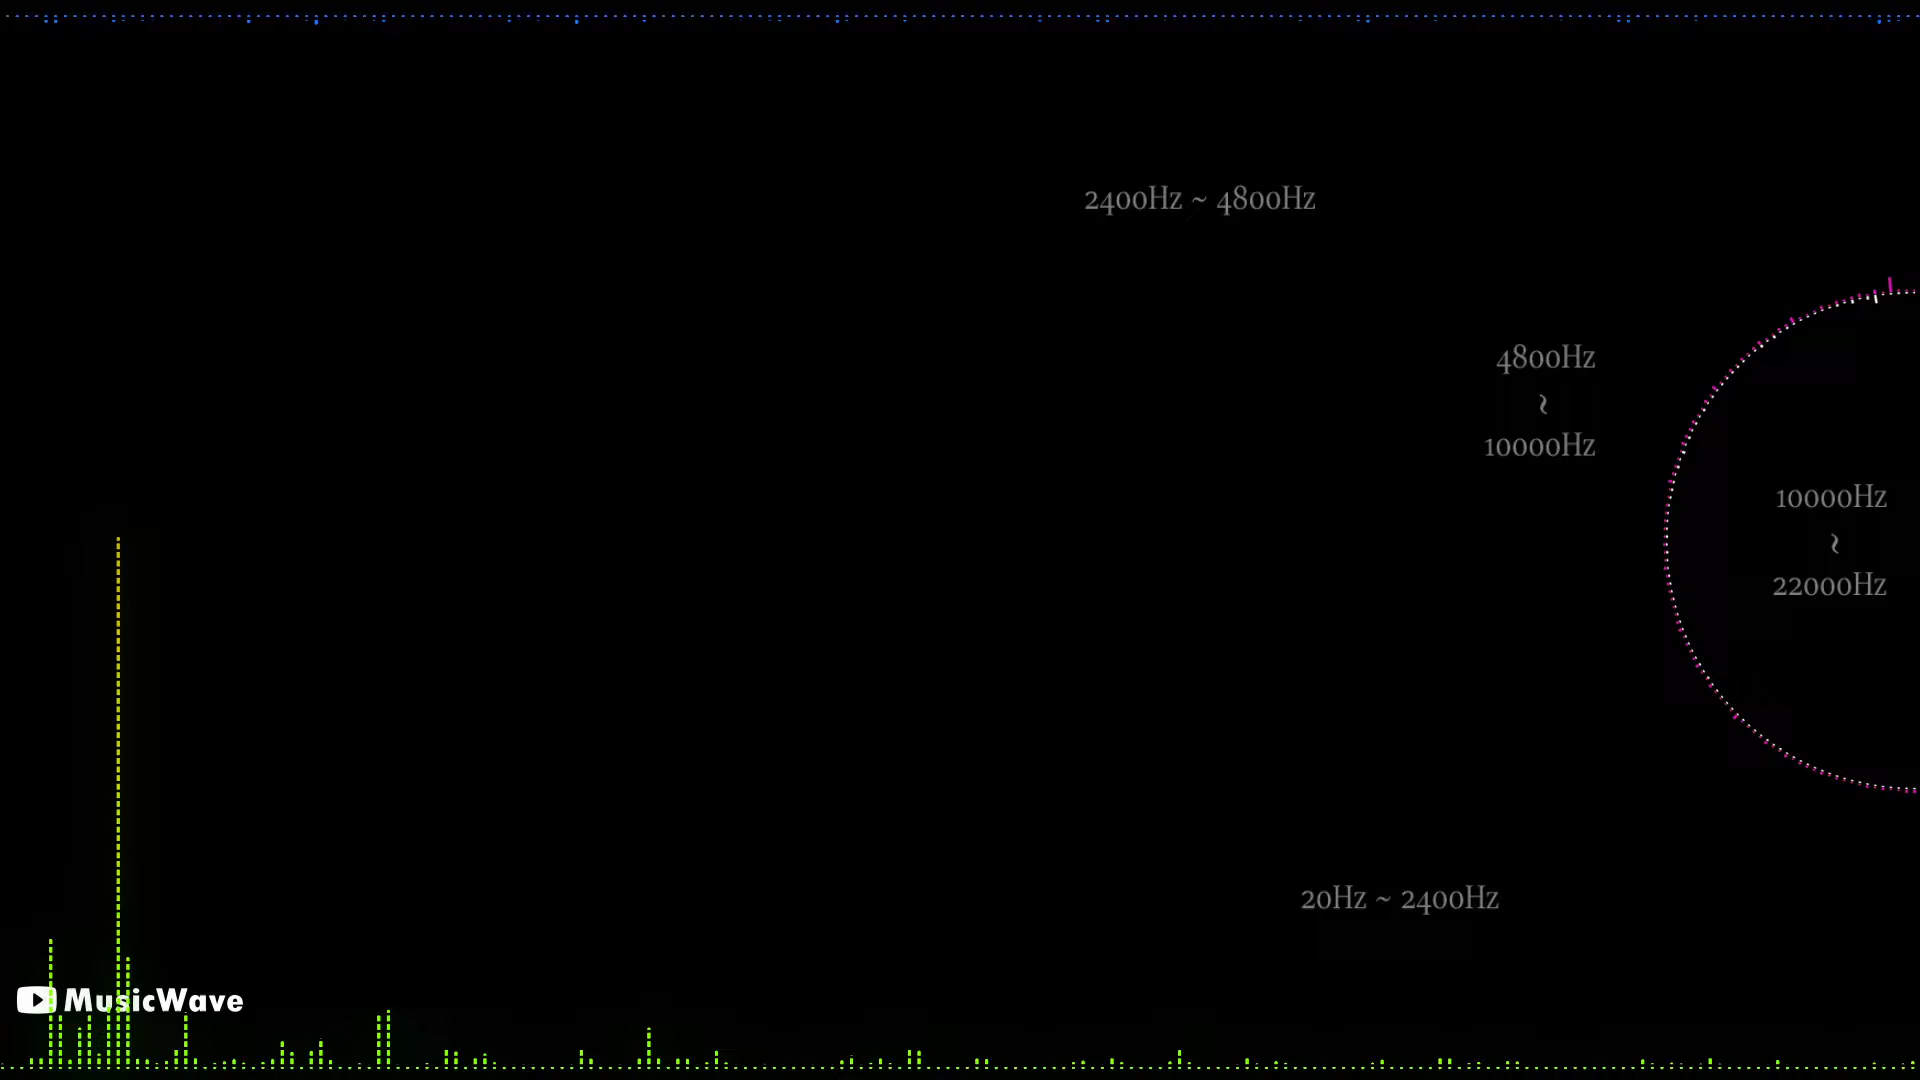 2400Hz ~ 4800Hz
4800Hz
~
10000Hz
10000Hz
~
22000Hz
20Hz ~ 2400Hz
MusicWave